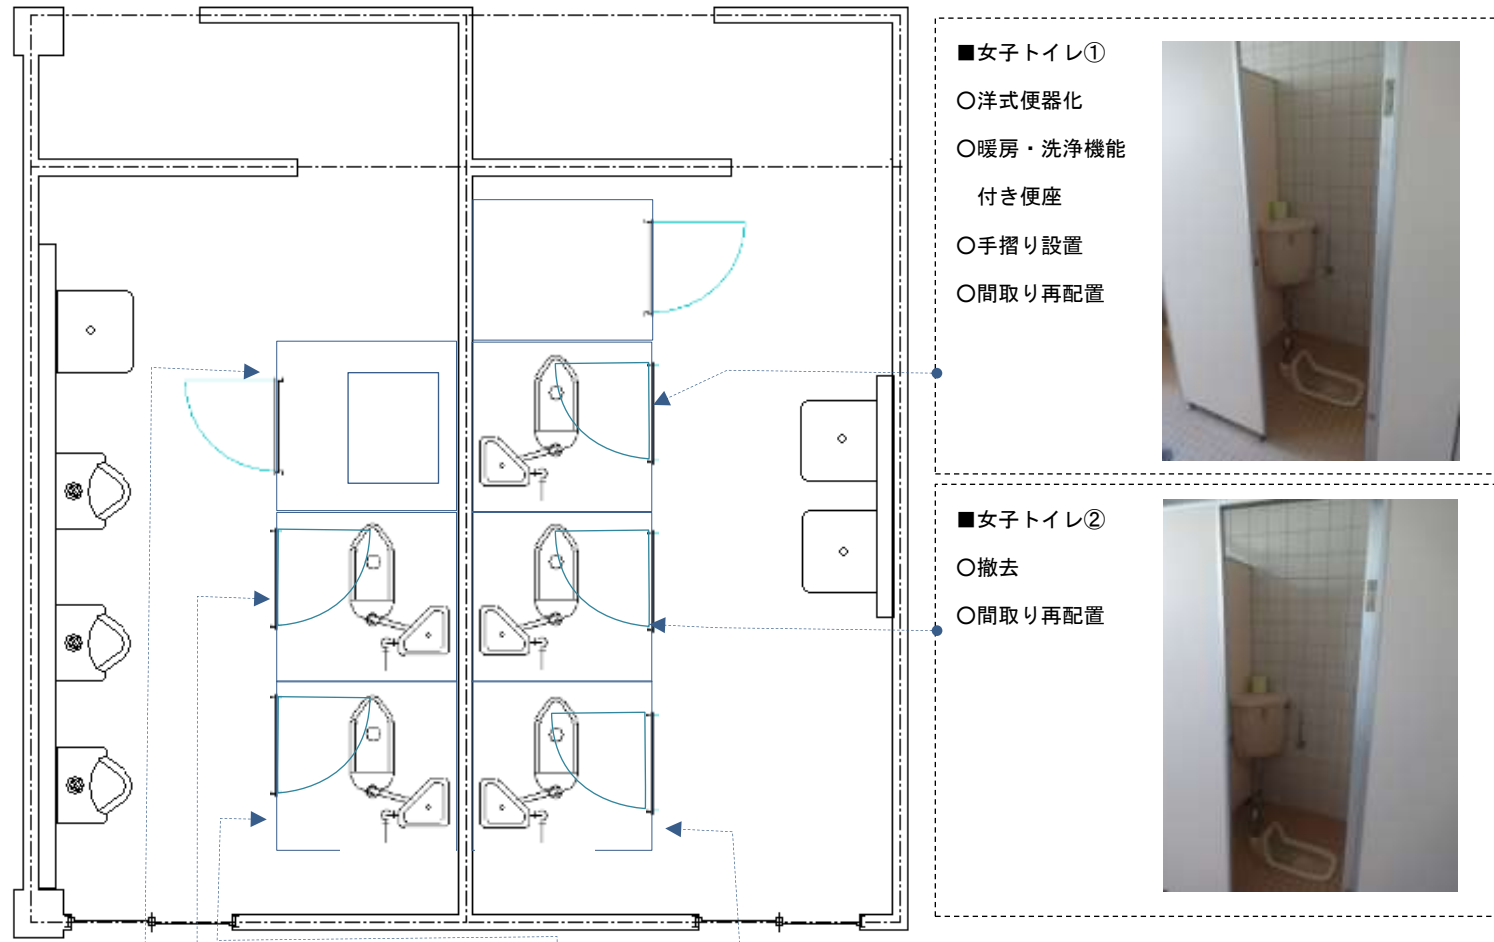 ■女子トイレ①
○洋式便器化
○暖房・洗浄機能
付き便座
○手摺り設置
○間取り再配置
■女子トイレ②
○撤去
○間取り再配置